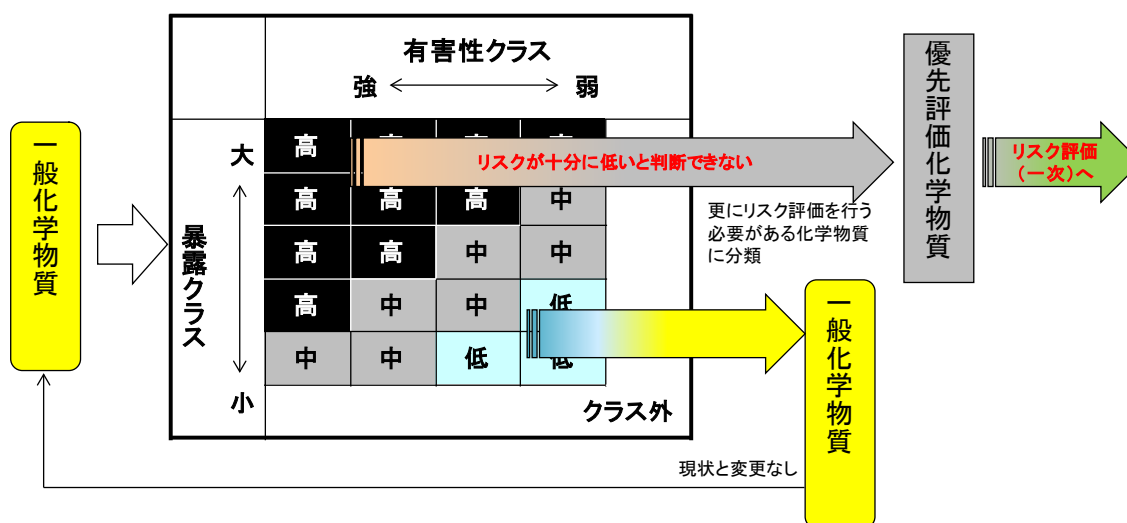 有害性クラス
強
弱
一般化学物質
暴露クラス
大
小
高
リスクが十分に低いと判断できない
高 高 高 中
高 高 中 中
高 中 中 低
中 中 低 低
クラス外
更にリスク評価を行う
必要がある化学物質
に分類
優先評価化学物質
リスク評価
(一次)へ
一般化学物質
現状と変更なし